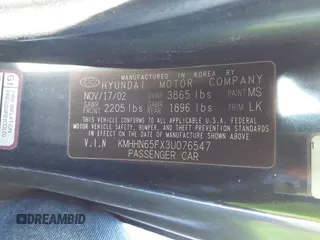 MANUFACTURED IN KOREA BY
HYUNDAI MOTOR COMPANY
NOV/17/02 GVWR 3865 lbs PAINT MS
GAWR FRONT 2205 lbs GAWR REAR 1896 lbs TRIM LK
THIS VEHICLE CONFORMS TO ALL APPLICABLE
U.S. FEDERAL MOTOR VEHICLE SAFETY, BUMPER
AND THEFT PREVENTION STANDARDS IN EFFECT ON
THE DATE OF MANUFACTURE SHOWN ABOVE.
V.I.N KMHHN65FX3U076547
PASSENGER CAR
DREAMBID